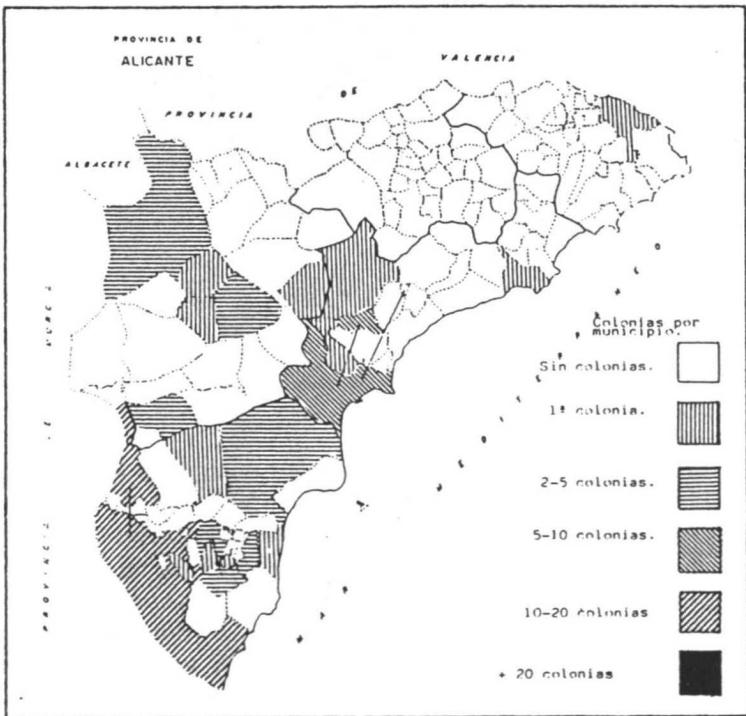 PROVINCIA DE
ALICANTE
VALENCIA
DE
PROVINCIA
ALBACETE
Colonias por
municipio.
Sin colonias.
1ª colonia.
2-5 colonias.
5-10 colonias.
10-20 colonias
+ 20 colonias
PROVINCIA